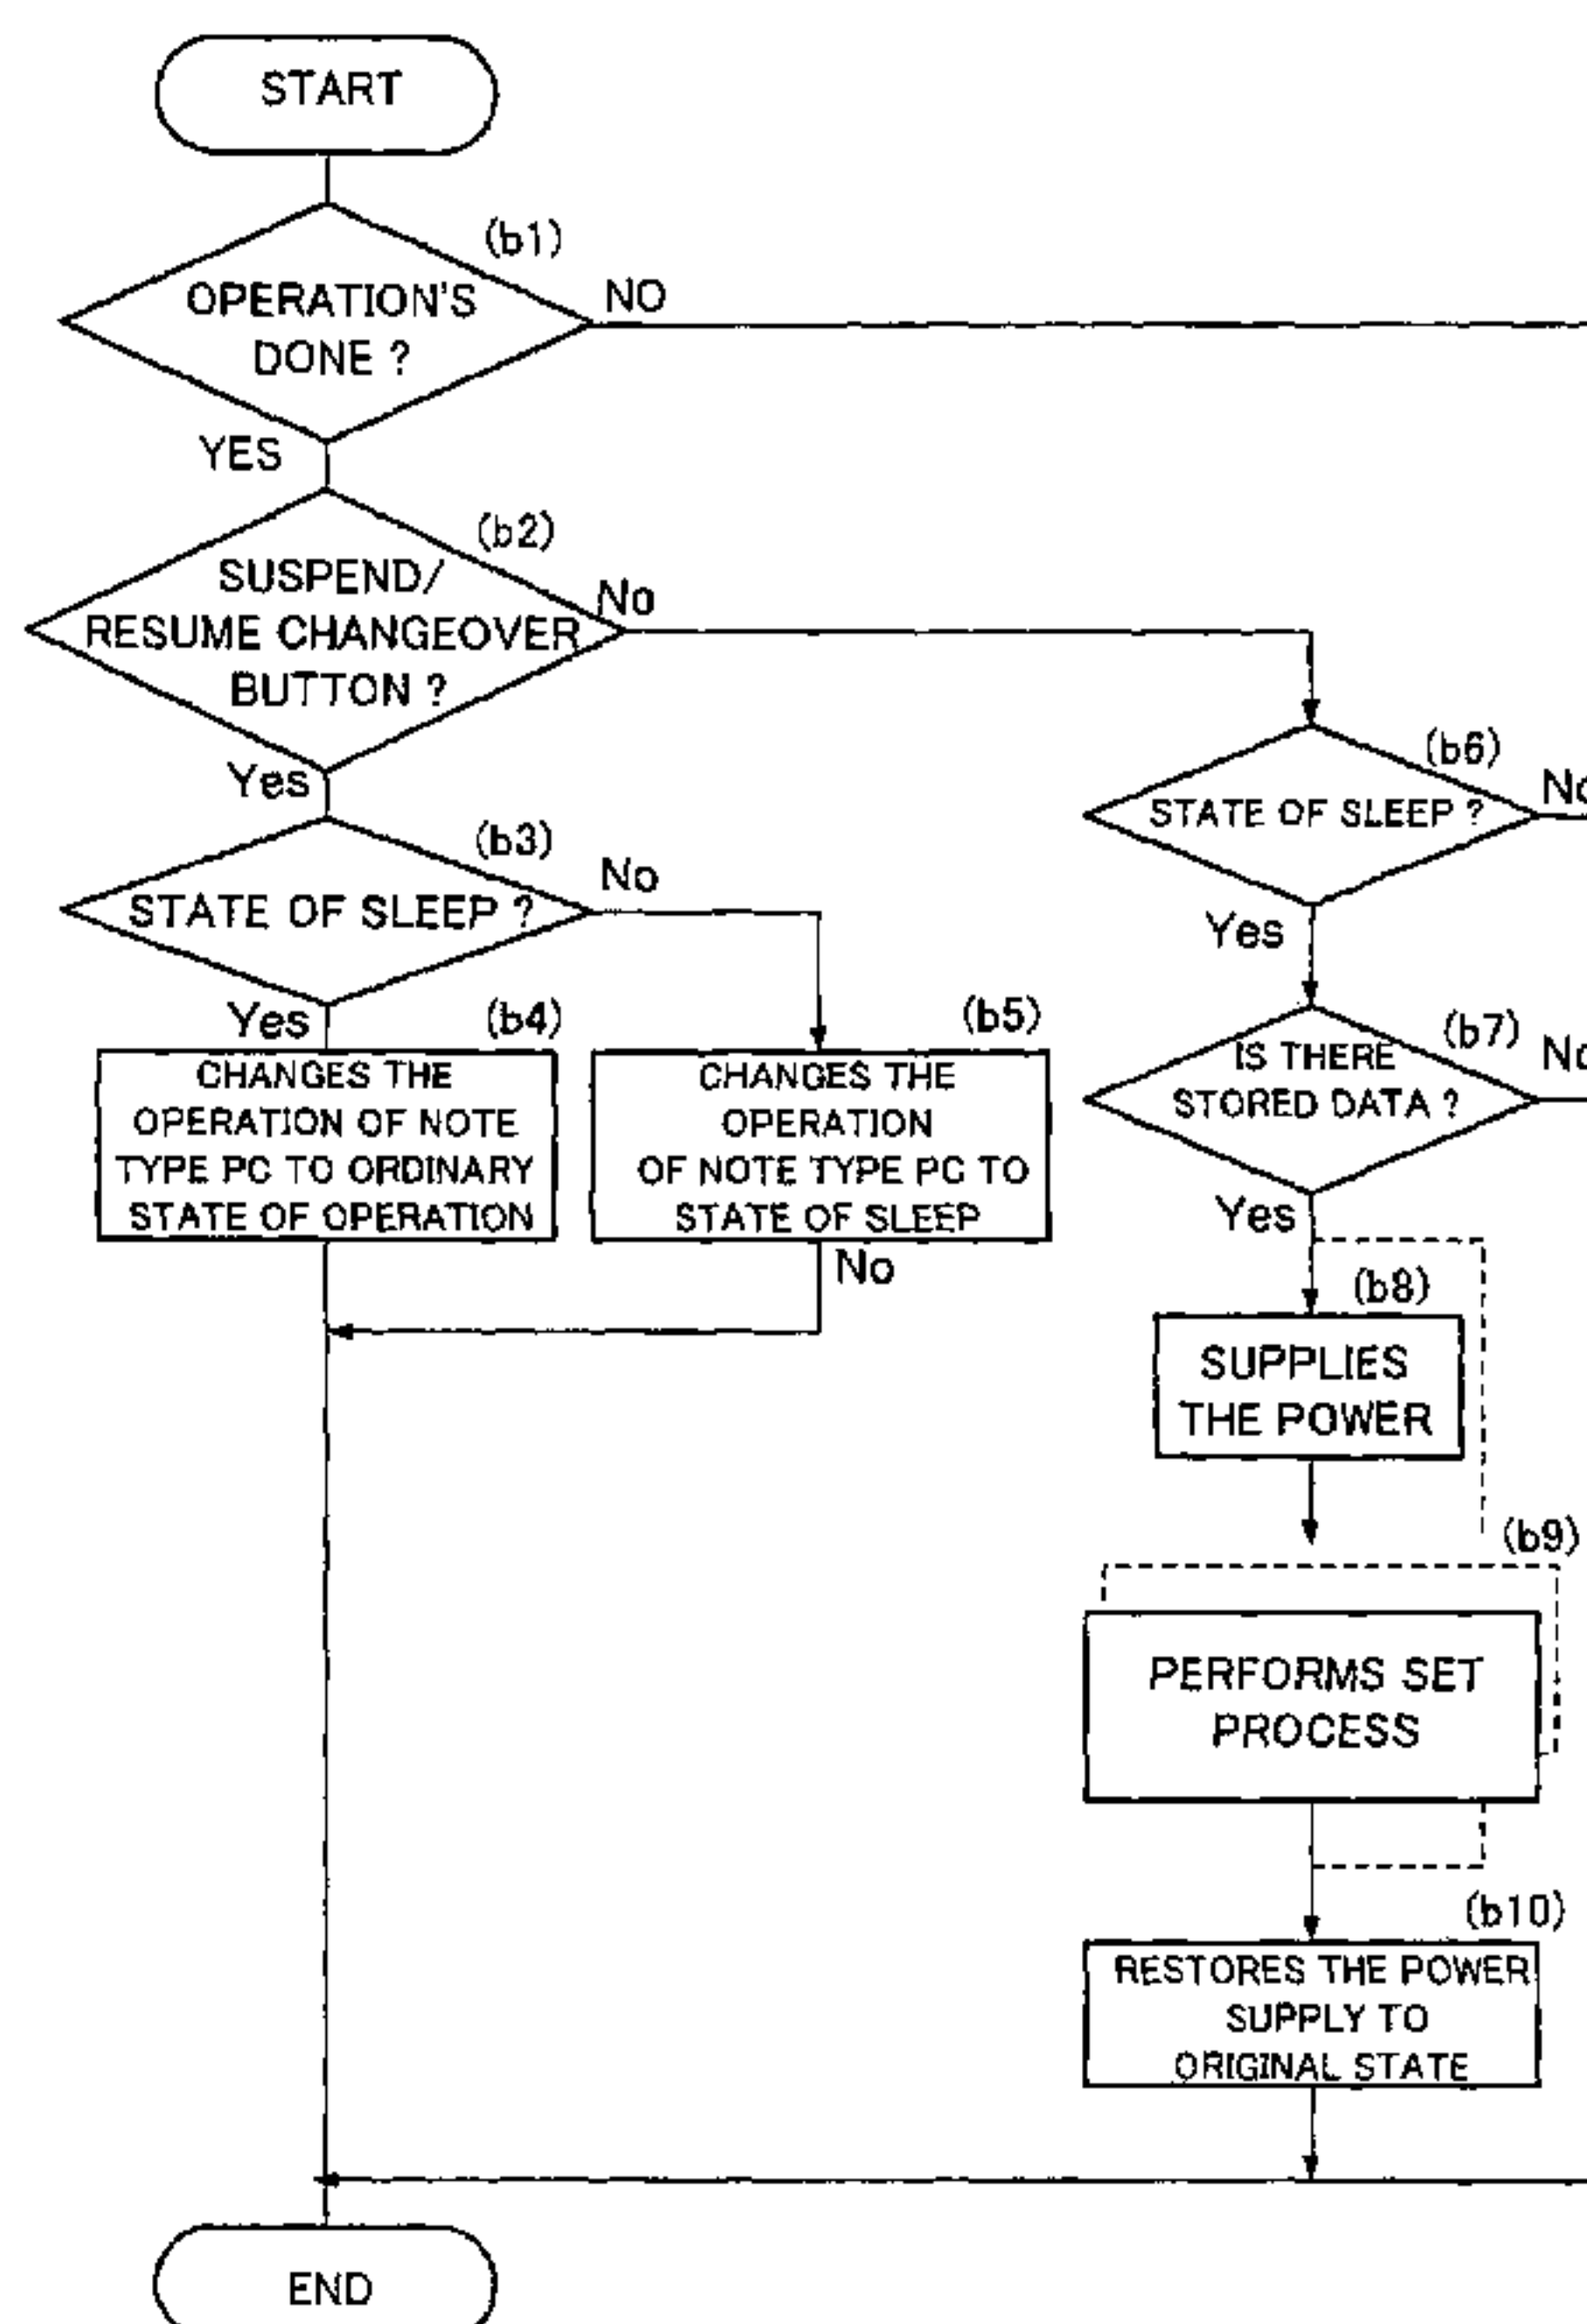 START
(b1)
OPERATION'S
DONE ?
NO
YES
(b2)
SUSPEND/
RESUME CHANGEOVER
BUTTON ?
No
Yes
(b3)
STATE OF SLEEP ?
No
Yes
(b4)
CHANGES THE
OPERATION OF NOTE
TYPE PC TO ORDINARY
STATE OF OPERATION
(b5)
CHANGES THE
OPERATION
OF NOTE TYPE PC TO
STATE OF SLEEP
No
(b6)
STATE OF SLEEP ?
No
Yes
(b7)
IS THERE
STORED DATA ?
No
Yes
(b8)
SUPPLIES
THE POWER
(b9)
PERFORMS SET
PROCESS
(b10)
RESTORES THE POWER
SUPPLY TO
ORIGINAL STATE
END